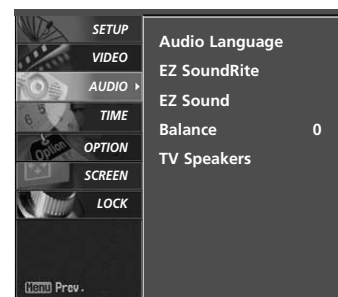 SETUP
VIDEO
AUDIO
TIME
OPTION
SCREEN
LOCK
Menu Prev.
Audio Language
EZ SoundRite
EZ Sound
Balance 0
TV Speakers
Option